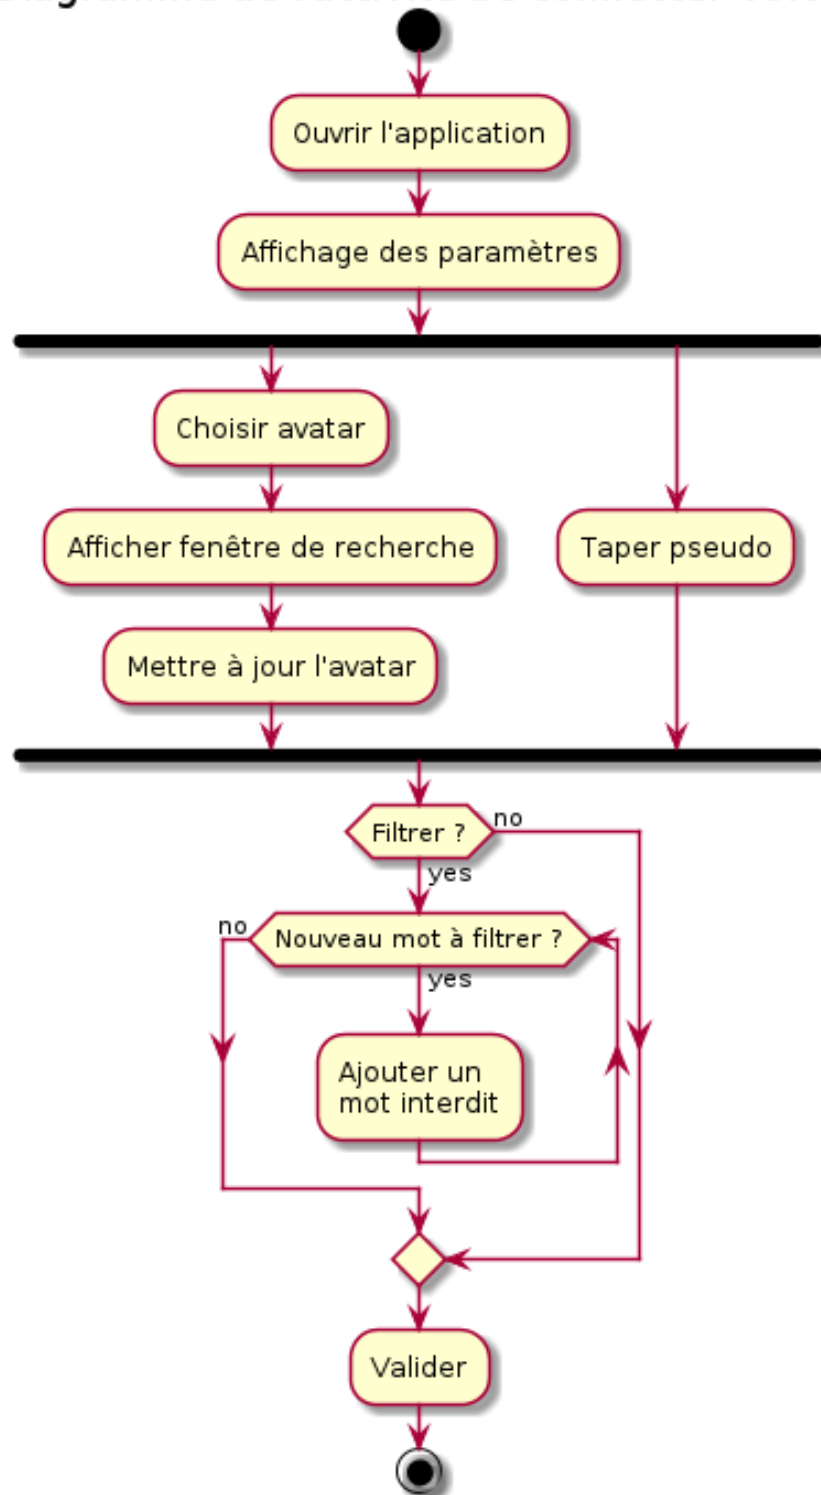 Ouvrir l'application
Affichage des paramètres
Choisir avatar
Afficher fenêtre de recherche
Taper pseudo
Mettre à jour l'avatar
Filtrer ?
no
yes
no
Nouveau mot à filtrer ?
yes
Ajouter un
mot interdit
Valider